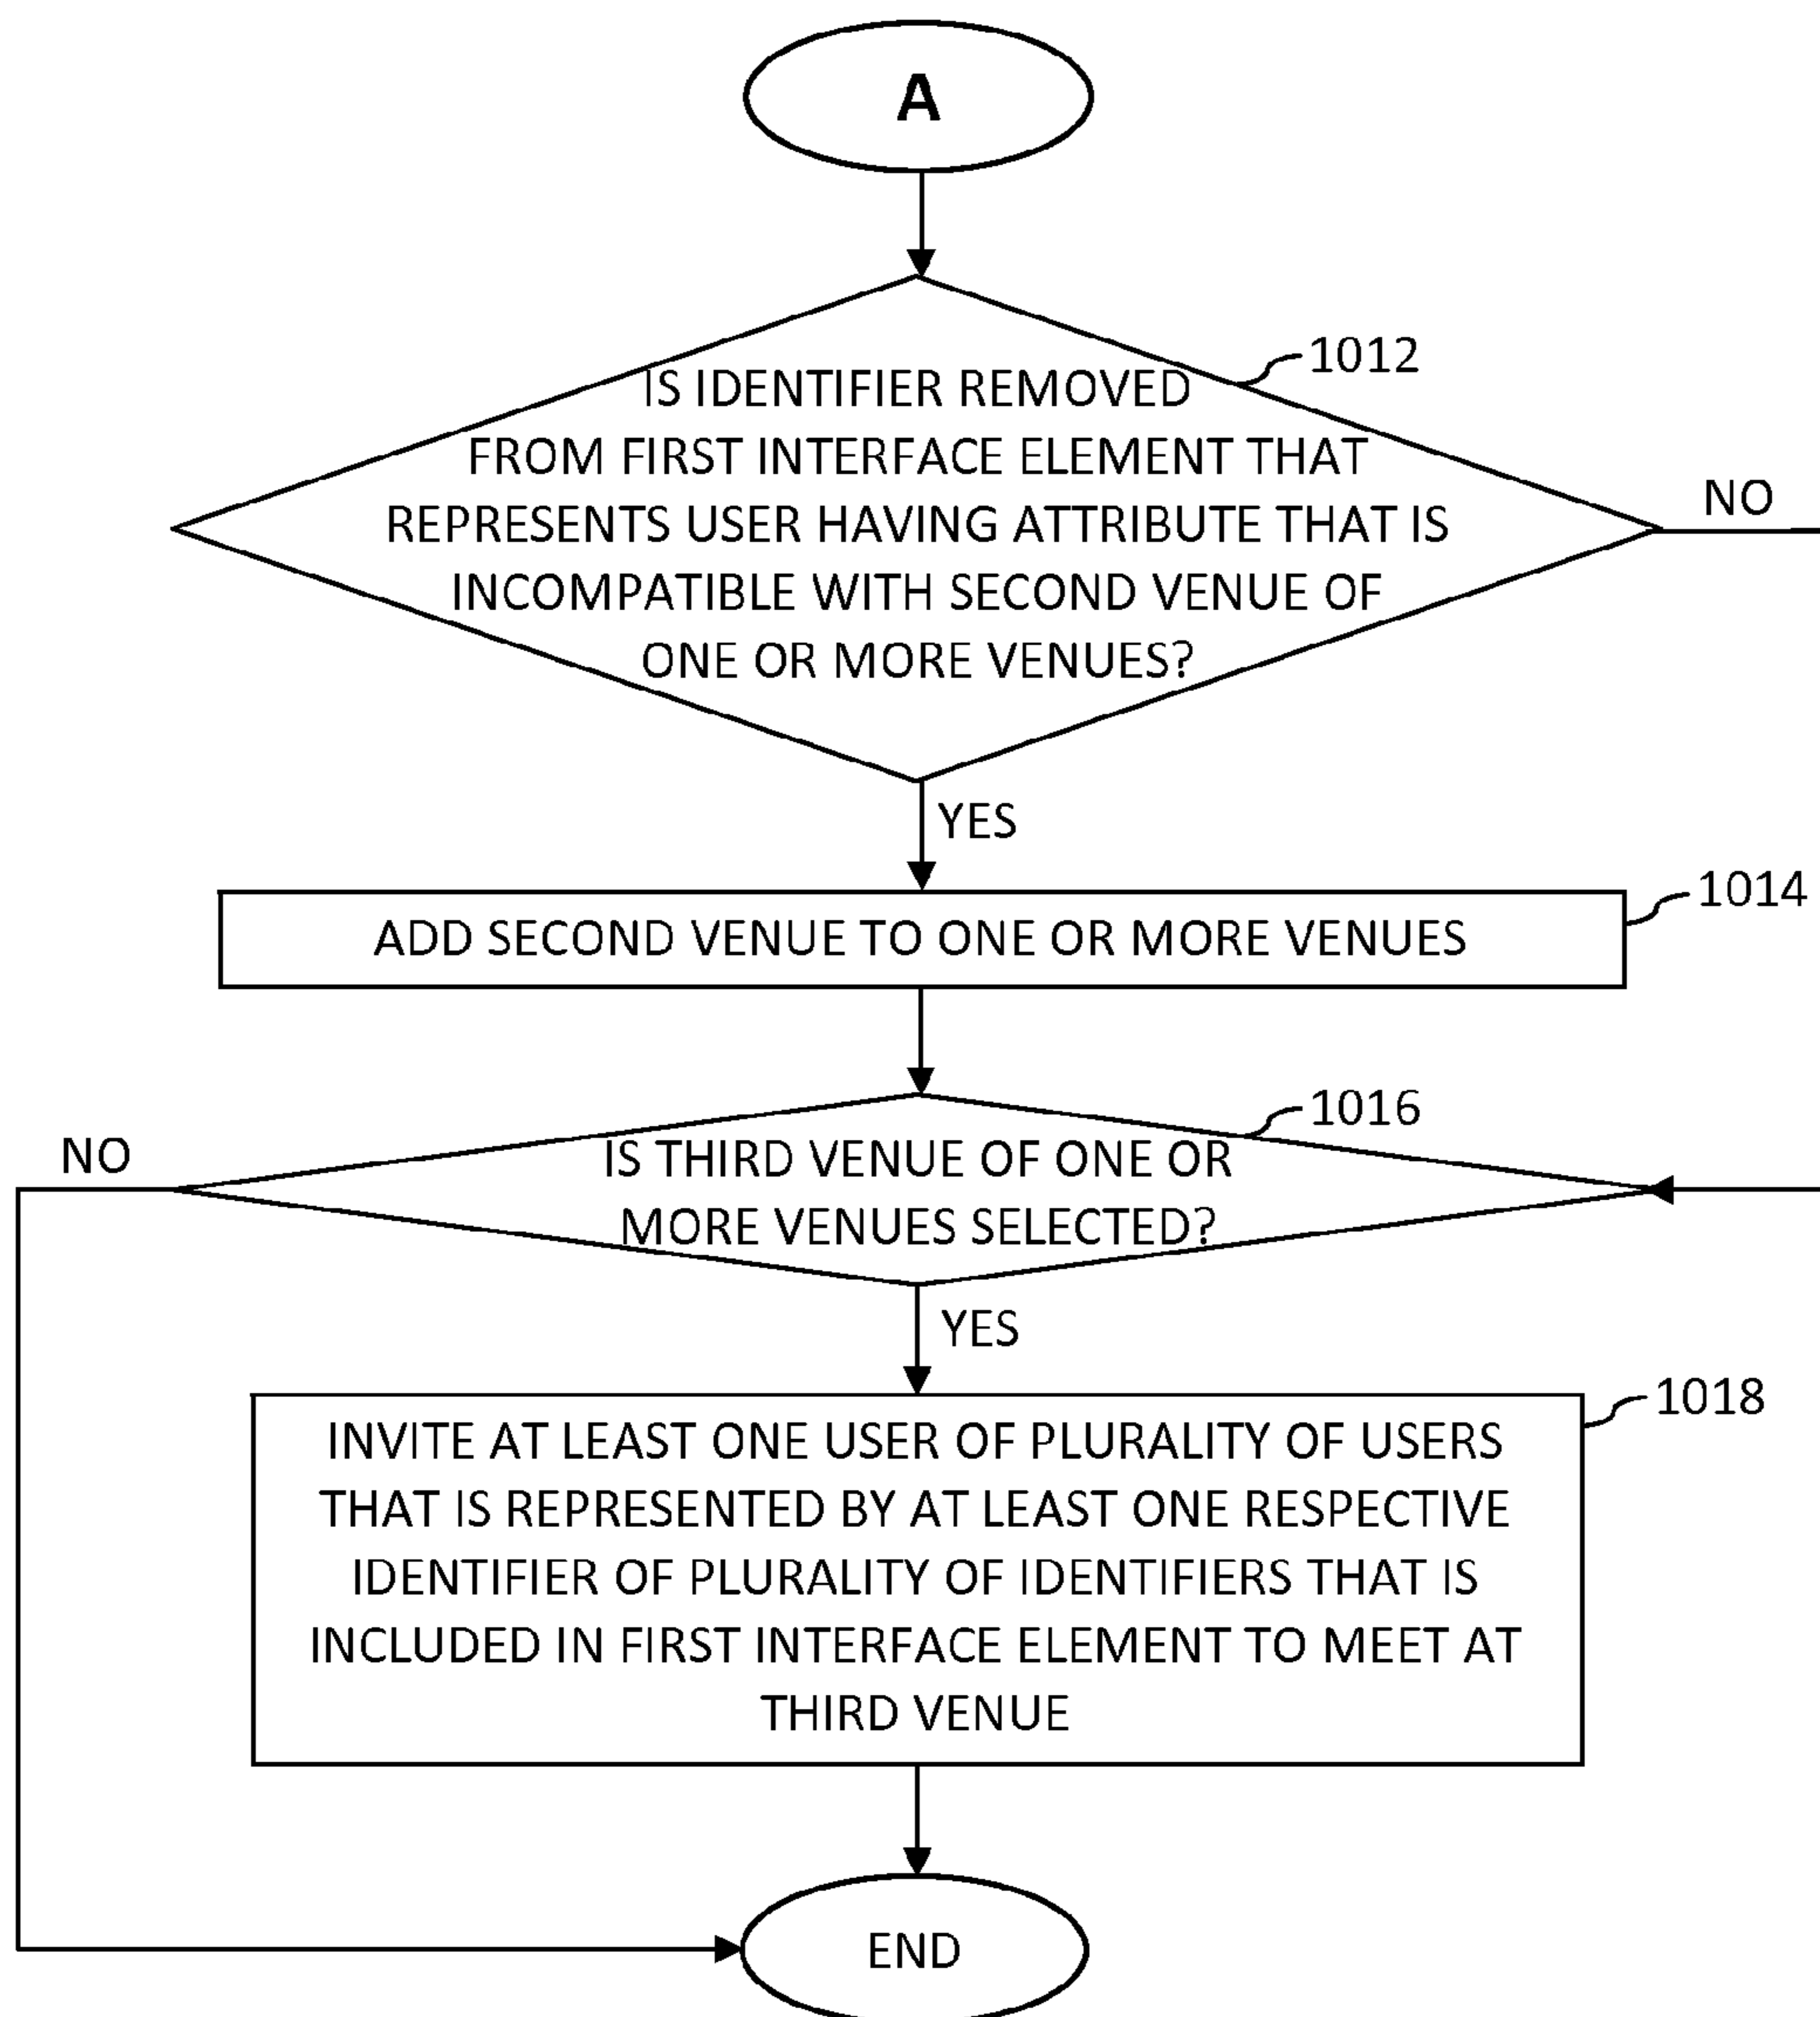 A
1012
IS IDENTIFIER REMOVED
FROM FIRST INTERFACE ELEMENT THAT
REPRESENTS USER HAVING ATTRIBUTE THAT IS
INCOMPATIBLE WITH SECOND VENUE OF
ONE OR MORE VENUES?
NO
YES
1014
ADD SECOND VENUE TO ONE OR MORE VENUES
1016
NO
IS THIRD VENUE OF ONE OR
MORE VENUES SELECTED?
YES
1018
INVITE AT LEAST ONE USER OF PLURALITY OF USERS
THAT IS REPRESENTED BY AT LEAST ONE RESPECTIVE
IDENTIFIER OF PLURALITY OF IDENTIFIERS THAT IS
INCLUDED IN FIRST INTERFACE ELEMENT TO MEET AT
THIRD VENUE
END